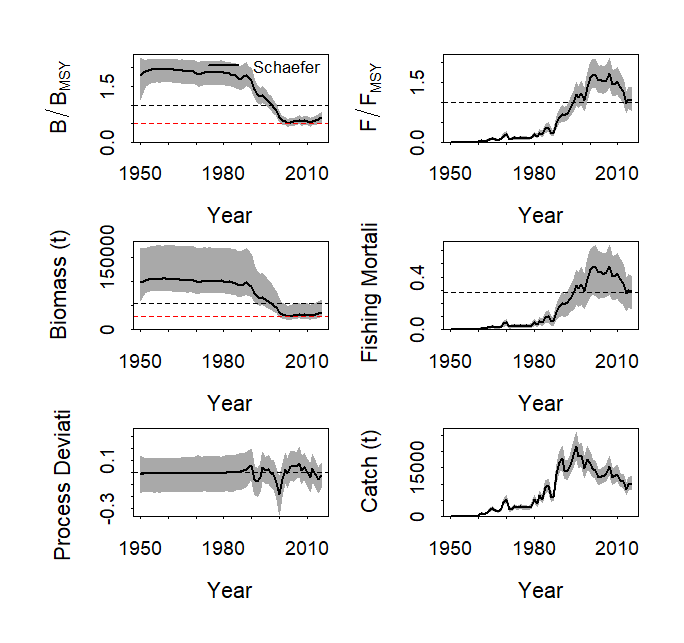 B / BMSY
0.0 1.5
Schaefer
1950 1980 2010
Year
F / FMSY
0.0 1.5
1950 1980 2010
Year
Biomass (t)
0 150000
1950 1980 2010
Year
Fishing Mortali
0.0 0.4
1950 1980 2010
Year
Process Deviati
-0.3 0.1
1950 1980 2010
Year
Catch (t)
0 15000
1950 1980 2010
Year